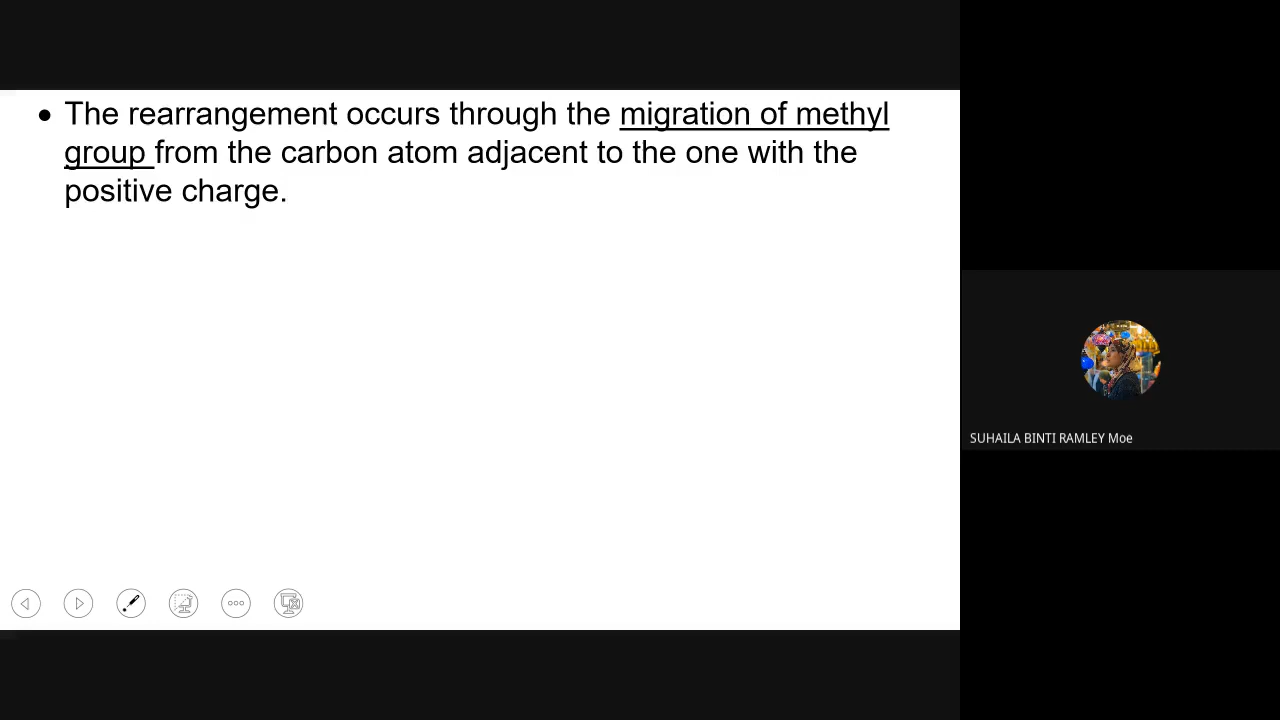 • The rearrangement occurs through the migration of methyl
group from the carbon atom adjacent to the one with the
positive charge.
SUHAILA BINTI RAMLEY Moe